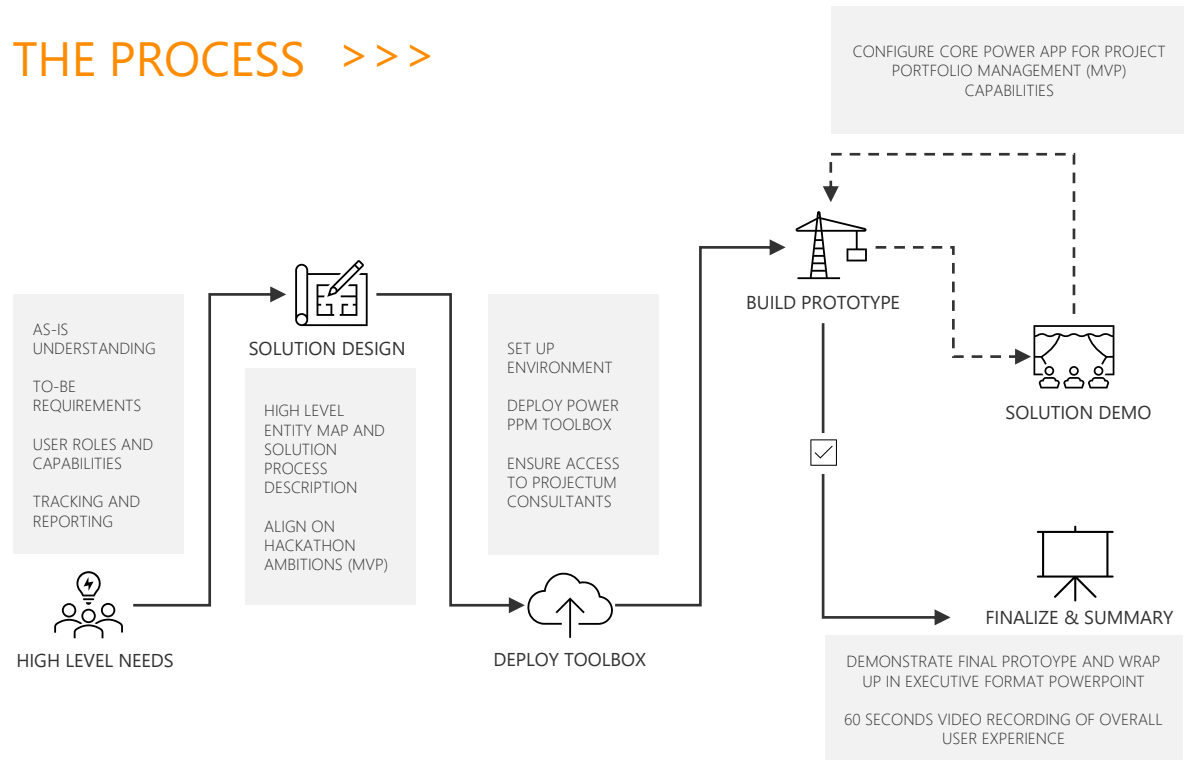 THE PROCESS >>>
CONFIGURE CORE POWER APP FOR PROJECT
PORTFOLIO MANAGEMENT (MVP)
CAPABILITIES
AS-IS
UNDERSTANDING
TO-BE
REQUIREMENTS
USER ROLES AND
CAPABILITIES
TRACKING AND
REPORTING
HIGH LEVEL NEEDS
SOLUTION DESIGN
HIGH LEVEL
ENTITY MAP AND
SOLUTION
PROCESS
DESCRIPTION
ALIGN ON
HACKATHON
AMBITIONS (MVP)
SET UP
ENVIRONMENT
DEPLOY POWER
PPM TOOLBOX
ENSURE ACCESS
TO PROJECTUM
CONSULTANTS
DEPLOY TOOLBOX
BUILD PROTOTYPE
SOLUTION DEMO
FINALIZE & SUMMARY
DEMONSTRATE FINAL PROTOYPE AND WRAP
UP IN EXECUTIVE FORMAT POWERPOINT
60 SECONDS VIDEO RECORDING OF OVERALL
USER EXPERIENCE